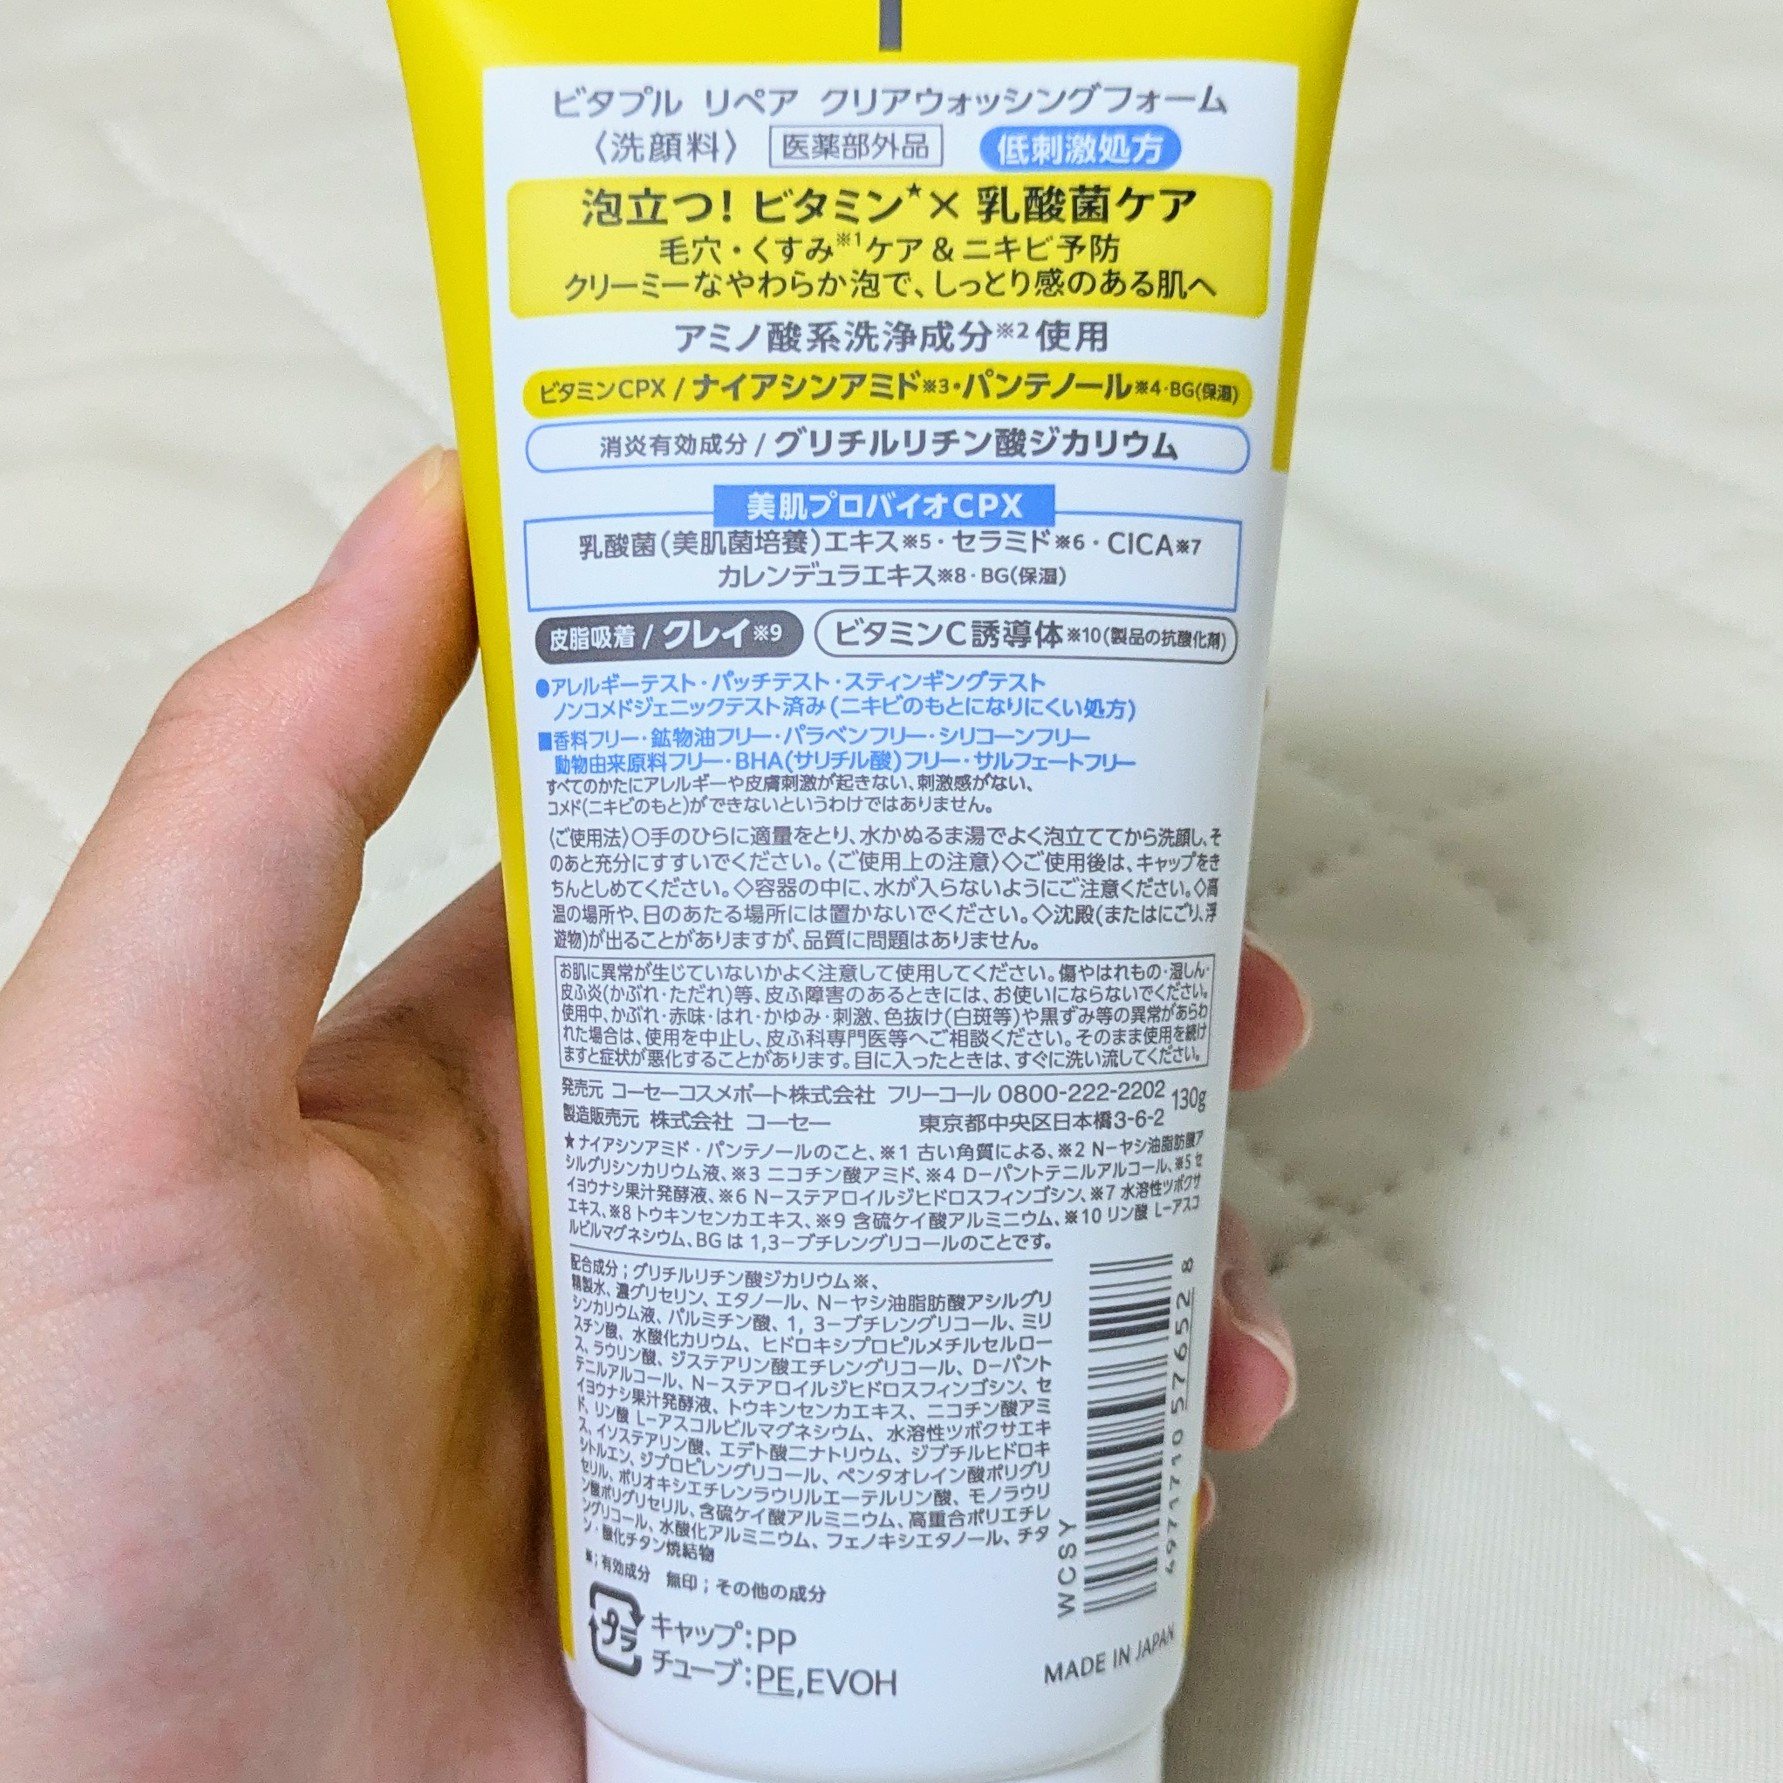 ビタプル リペア クリアウォッシングフォーム
〈洗顔料〉 医薬部外品 低刺激処方
泡立つ! ビタミン★× 乳酸菌ケア
毛穴・くすみ※1ケア & ニキビ予防
クリーミーなやわらか泡で、しっとり感のある肌へ
アミノ酸系洗浄成分※2使用
ビタミンCPX / ナイアシンアミド※3・パンテノール※4・BG(保湿)
消炎有効成分 / グリチルリチン酸ジカリウム
美肌プロバイオCPX
乳酸菌(美肌菌培養)エキス※5・セラミド※6・CICA※7
カレンデュラエキス※8・BG(保湿)
皮脂吸着 / クレイ※9 ビタミンC誘導体※10(製品の抗酸化剤)
●アレルギーテスト・パッチテスト・スティンギングテスト
ノンコメドジェニックテスト済み(ニキビのもとになりにくい処方)
■香料フリー・鉱物油フリー・パラベンフリー・シリコーンフリー
動物由来原料フリー・BHA(サリチル酸)フリー・サルフェートフリー
すべてのかたにアレルギーや皮膚刺激が起きない、刺激感がない、
コメド(ニキビのもと)ができないというわけではありません。
〈ご使用法〉○手のひらに適量をとり、水かぬるま湯でよく泡立ててから洗顔し、そ
のあと充分にすすいでください。〈ご使用上の注意〉◇ご使用後は、キャップをき
ちんとしめてください。◇容器の中に、水が入らないようにご注意ください。◇高
温の場所や、日のあたる場所には置かないでください。◇沈殿(またはにごり、浮
遊物)が出ることがありますが、品質に問題はありません。
お肌に異常が生じていないかよく注意して使用してください。傷やはれもの・湿しん・
皮ふ炎(かぶれ・ただれ)等、皮ふ障害のあるときには、お使いにならないでください。
使用中、かぶれ・赤味・はれ・かゆみ・刺激、色抜け(白斑等)や黒ずみ等の異常があらわ
れた場合は、使用を中止し、皮ふ科専門医等へご相談ください。そのまま使用を続け
ますと症状が悪化することがあります。目に入ったときは、すぐに洗い流してください。
発売元 コーセーコスメポート株式会社 フリーコール 0800-222-2202 130g
製造販売元 株式会社 コーセー 東京都中央区日本橋3-6-2
★ナイアシンアミド・パンテノールのこと、※1 古い角質による、※2 N-ヤシ油脂肪酸ア
シルグリシンカリウム液、※3 ニコチン酸アミド、※4 D-パントテニルアルコール、※5 セ
イヨウナシ果汁発酵液、※6 N-ステアロイルジヒドロスフィンゴシン、※7 水溶性ツボクサ
エキス、※8 トウキンセンカエキス、※9 含硫ケイ酸アルミニウム、※10 リン酸 L-アスコ
ルビルマグネシウム、BG は 1,3-ブチレングリコールのことです。
配合成分;グリチルリチン酸ジカリウム※、
精製水、濃グリセリン、エタノール、N-ヤシ油脂肪酸アシルグリ
シンカリウム液、パルミチン酸、1, 3-ブチレングリコール、ミリ
スチン酸、水酸化カリウム、ヒドロキシプロピルメチルセルロー
ス、ラウリン酸、ジステアリン酸エチレングリコール、D-パント
テニルアルコール、N-ステアロイルジヒドロスフィンゴシン、セ
イヨウナシ果汁発酵液、トウキンセンカエキス、ニコチン酸アミ
ド、リン酸 L-アスコルビルマグネシウム、水溶性ツボクサエキ
ス、イソステアリン酸、エデト酸二ナトリウム、ジブチルヒドロキ
シトルエン、ジプロピレングリコール、ペンタオレイン酸ポリグリ
セリル、ポリオキシエチレンラウリルエーテルリン酸、モノラウリ
ン酸ポリグリセリル、含硫ケイ酸アルミニウム、高重合ポリエチレ
ングリコール、水酸化アルミニウム、フェノキシエタノール、チタ
ン・酸化チタン焼結物
※;有効成分 無印;その他の成分
プラ
キャップ:PP
チューブ:PE,EVOH
WCSY
4 971710 576528
MADE IN JAPAN